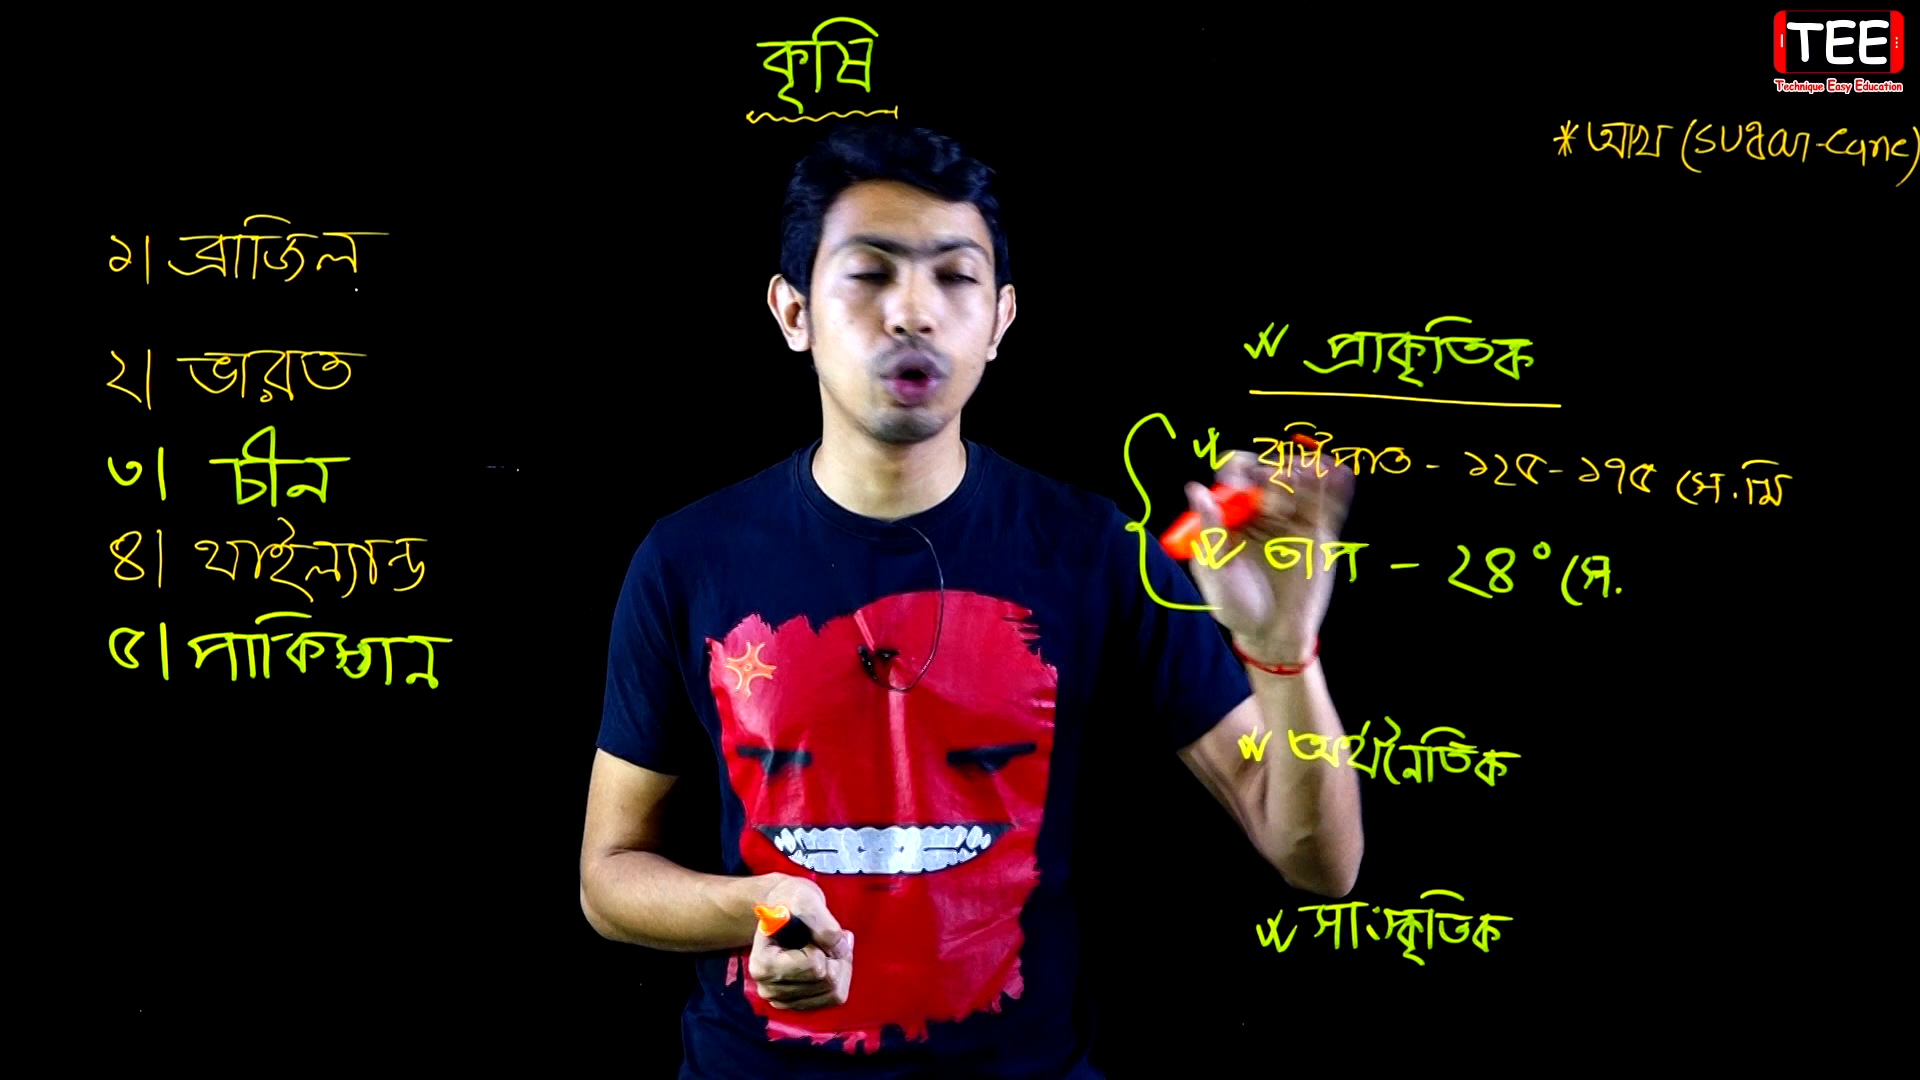 কৃষি
TEE
Technique Easy Education
* আখ (sugar-cane)
১| ব্রাজিল
২| ভারত
৩| চীন
৪| থাইল্যান্ড
৫| পাকিস্তান
প্রাকৃতিক
বৃষ্টিপাত - ১২৫-১৭৫ সে.মি
তাপ - ২৪° সে.
অর্থনৈতিক
সাংস্কৃতিক